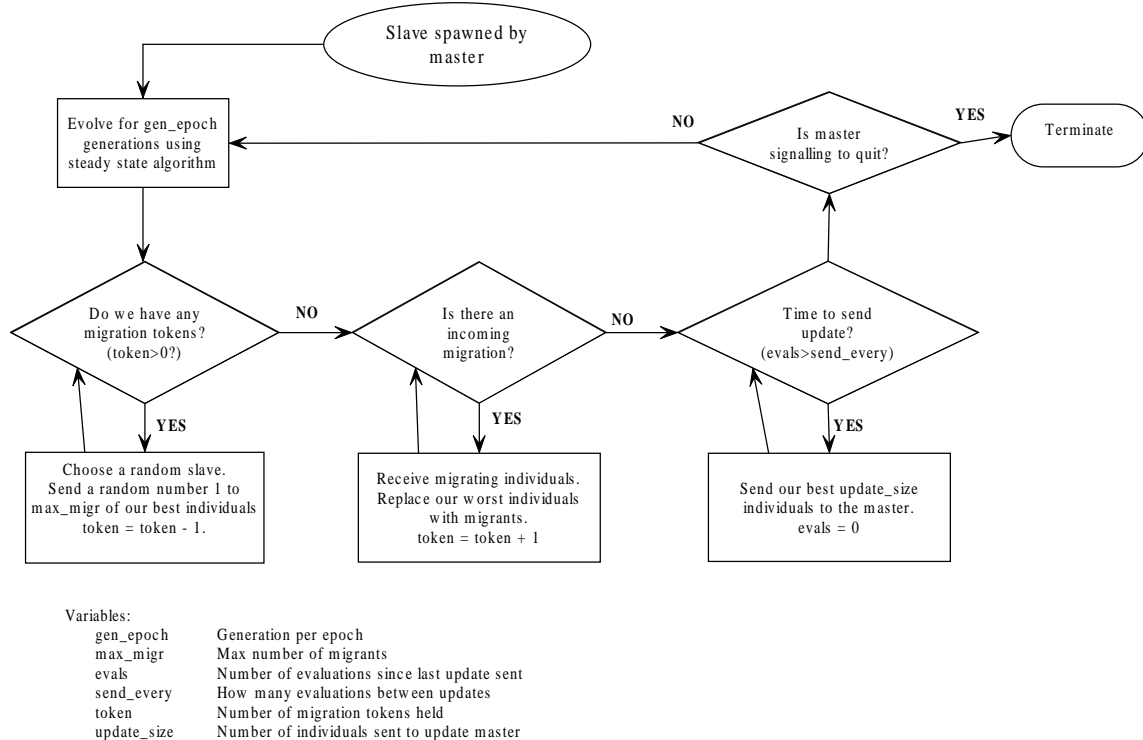 Slave spawned by
master
Evolve for gen_epoch
generations using
steady state algorithm
NO
Is master
signalling to quit?
YES
Terminate
Do we have any
migration tokens?
(token>0?)
NO
Is there an
incoming
migration?
NO
Time to send
update?
(evals>send_every)
YES
YES
YES
Choose a random slave.
Send a random number 1 to
max_migr of our best individuals
token = token - 1.
Receive migrating individuals.
Replace our worst individuals
with migrants.
token = token + 1
Send our best update_size
individuals to the master.
evals = 0
Variables:
gen_epoch Generation per epoch
max_migr Max number of migrants
evals Number of evaluations since last update sent
send_every How many evaluations between updates
token Number of migration tokens held
update_size Number of individuals sent to update master